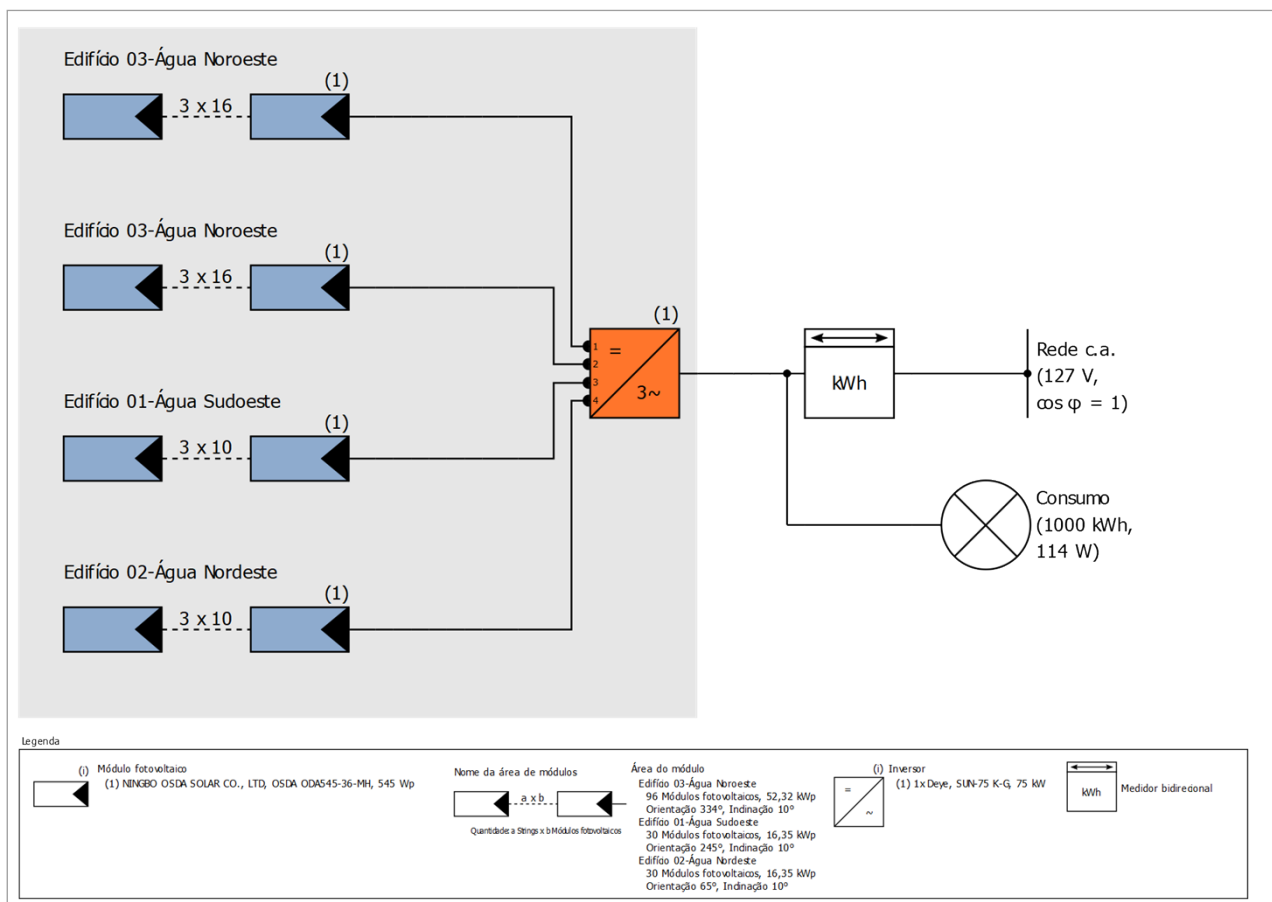 Edifício 03-Água Noroeste
(1)
3 x 16
Edifício 03-Água Noroeste
(1)
3 x 16
Edifício 01-Água Sudoeste
(1)
3 x 10
Edifício 02-Água Nordeste
(1)
3 x 10
(1)
1
2
3
4
=
3~
kWh
Rede c.a.
(127 V,
cos φ = 1)
Consumo
(1000 kWh,
114 W)
Legenda
(i) Módulo fotovoltaico
(1) NINGBO OSDA SOLAR CO., LTD, OSDA ODA545-36-MH, 545 Wp
Nome da área de módulos
a x b
Quantidade: a Strings x b Módulos fotovoltaicos
Área do módulo
Edifício 03-Água Noroeste
96 Módulos fotovoltaicos, 52,32 kWp
Orientação 334°, Inclinação 10°
Edifício 01-Água Sudoeste
30 Módulos fotovoltaicos, 16,35 kWp
Orientação 245°, Inclinação 10°
Edifício 02-Água Nordeste
30 Módulos fotovoltaicos, 16,35 kWp
Orientação 65°, Inclinação 10°
=
~
(i) Inversor
(1) 1x Deye, SUN-75 K-G, 75 kW
kWh
Medidor bidirecional